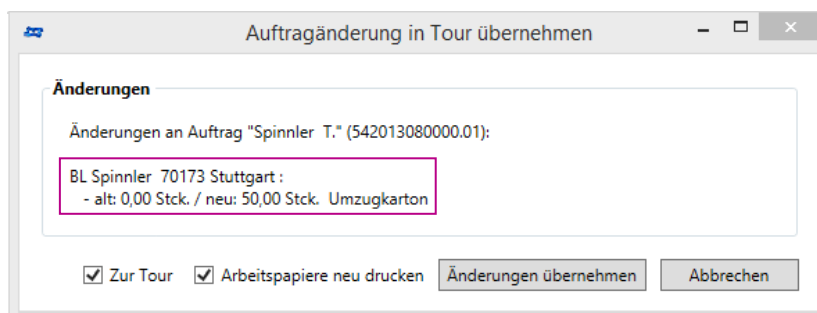 Auftragänderung in Tour übernehmen
Änderungen
Änderungen an Auftrag "Spinnler T." (542013080000.01):
BL Spinnler 70173 Stuttgart :
- alt: 0,00 Stck. / neu: 50,00 Stck. Umzugkarton
Zur Tour Arbeitspapiere neu drucken Änderungen übernehmen Abbrechen